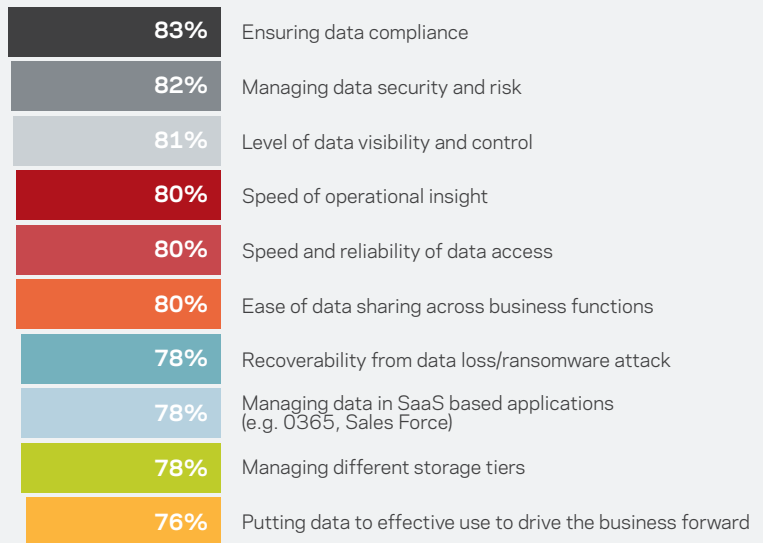 83% Ensuring data compliance
82% Managing data security and risk
81% Level of data visibility and control
80% Speed of operational insight
80% Speed and reliability of data access
80% Ease of data sharing across business functions
78% Recoverability from data loss/ransomware attack
78% Managing data in SaaS based applications
(e.g. 0365, Sales Force)
78% Managing different storage tiers
76% Putting data to effective use to drive the business forward